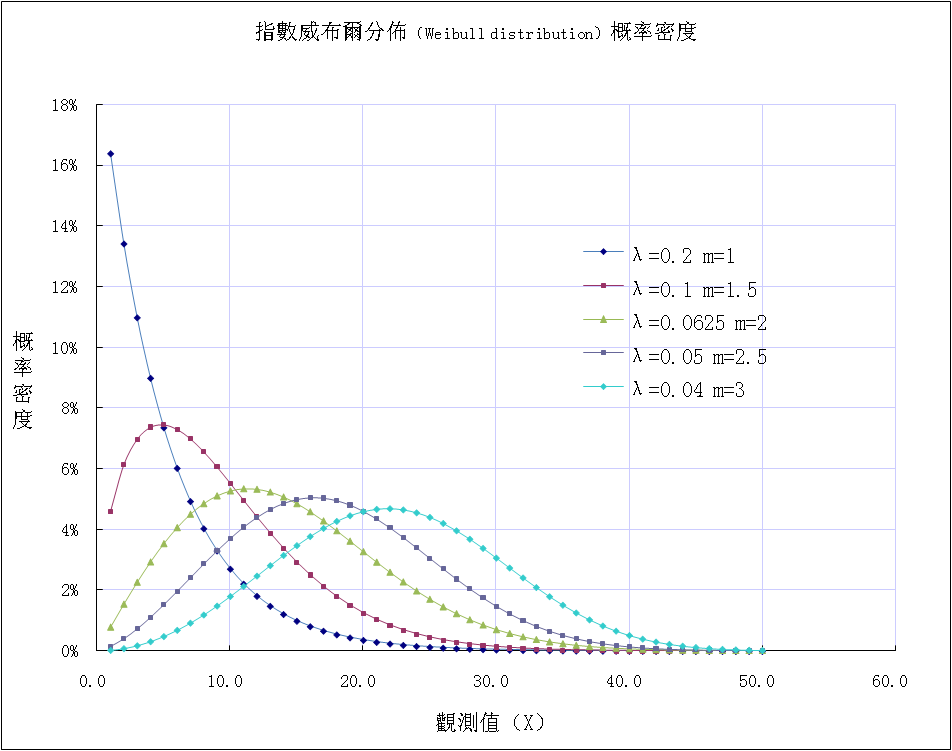 指數威布爾分佈（Weibull distribution）概率密度
18%
16%
14%
12%
10%
8%
6%
4%
2%
0%
概率密度
λ=0.2 m=1
λ=0.1 m=1.5
λ=0.0625 m=2
λ=0.05 m=2.5
λ=0.04 m=3
0.0 10.0 20.0 30.0 40.0 50.0 60.0
觀測值（X）